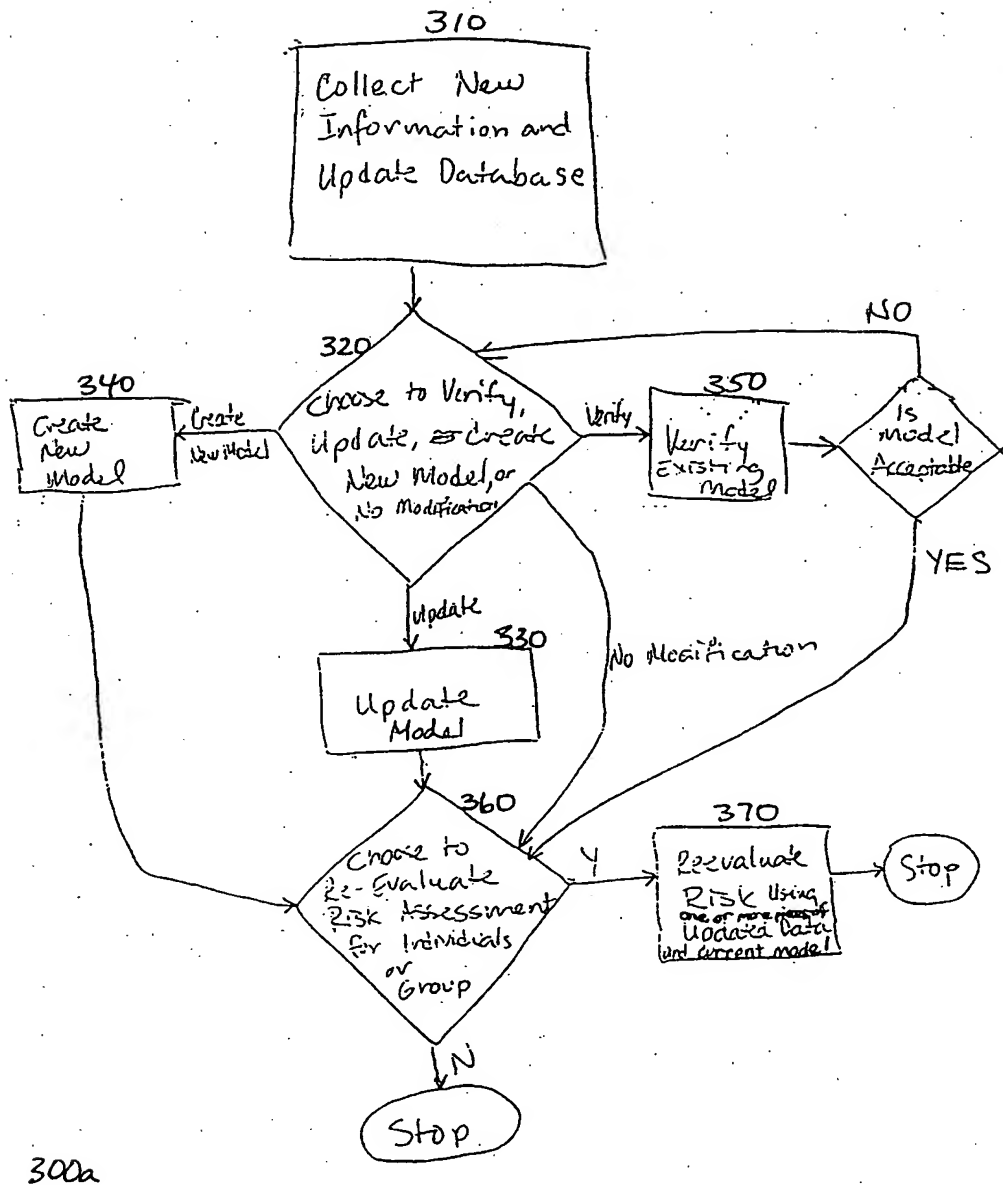 310
Collect New
Information and
Update Database
320
Choose to Verify,
Update, Create
New Model, or
No Modification
NO
340
Create
New
Model
Create
New Model
Verify
350
Verify
Existing
Model
Is
Model
Acceptable
YES
Update
330
Update
Model
No Modification
360
Choose to
Re-Evaluate
Risk Assessment
for Individuals
or
Group
Y
370
Reevaluate
Risk Using
one or more pieces of
Updated Data
and current model
Stop
N
Stop
300a